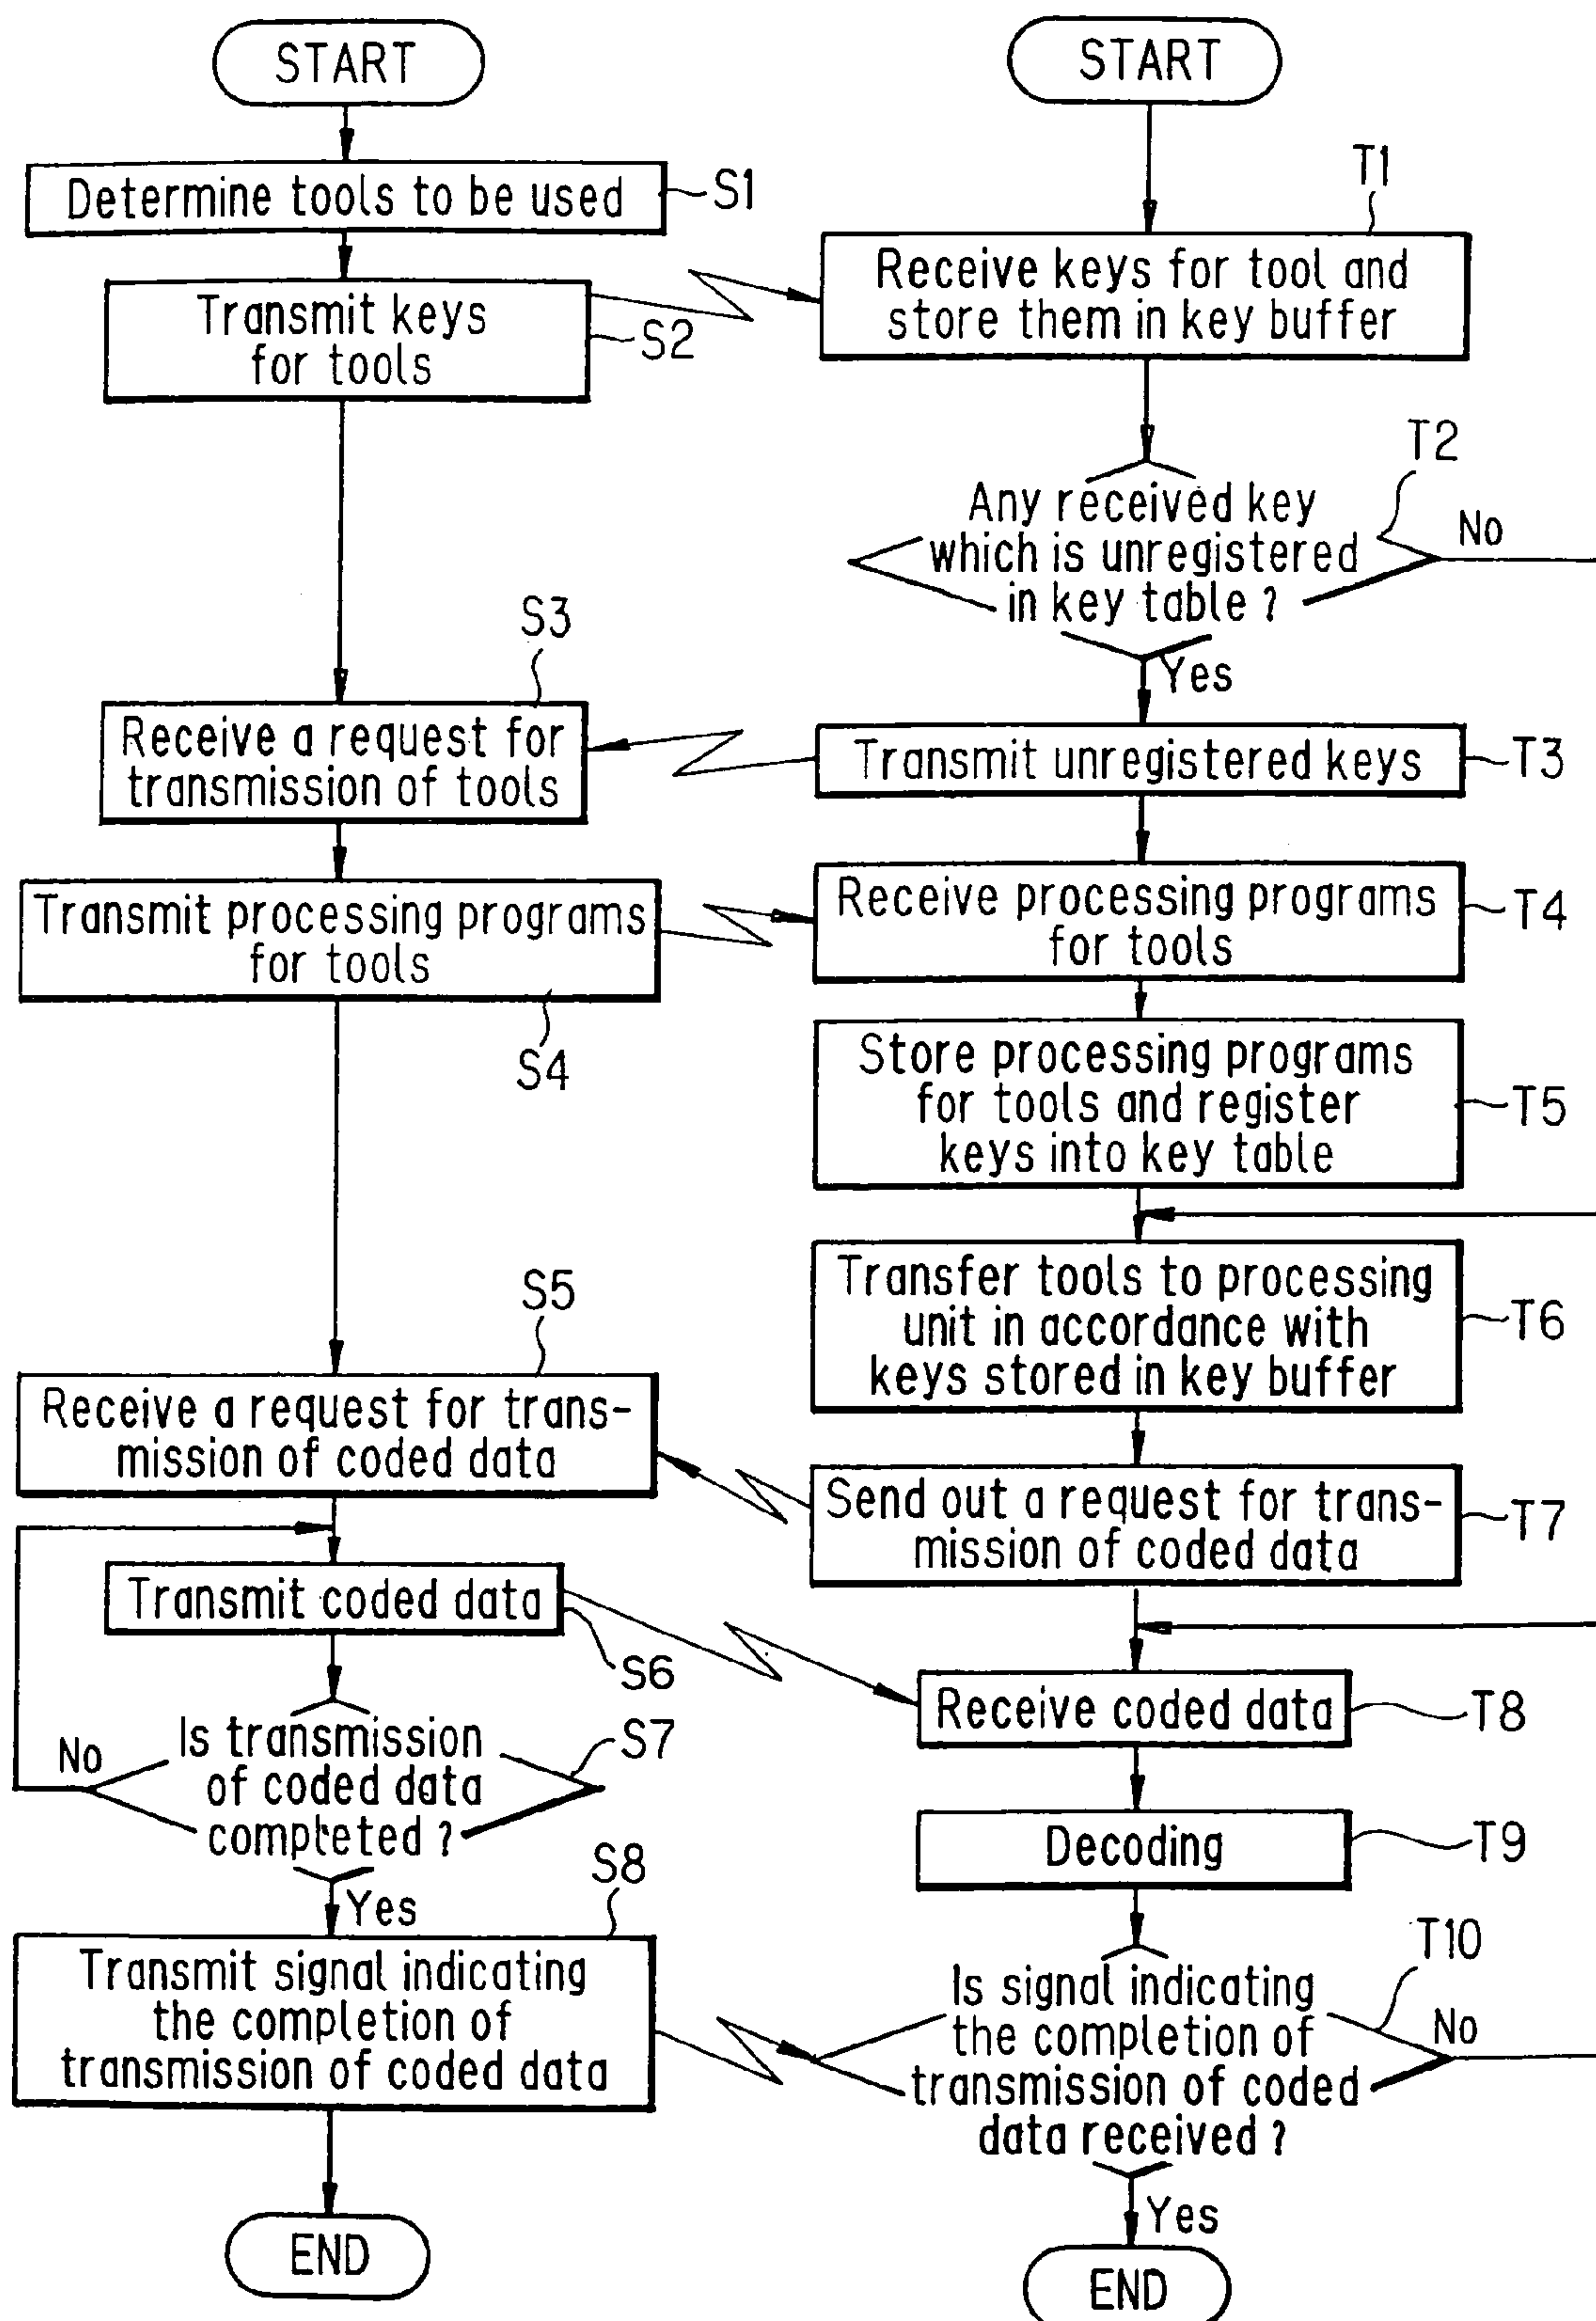 START
Determine tools to be used
S1
Transmit keys
for tools
S2
S3
Receive a request for
transmission of tools
Transmit processing programs
for tools
S4
S5
Receive a request for trans-
mission of coded data
Transmit coded data
S6
Is transmission
of coded data
completed ?
S7
No
Yes
S8
Transmit signal indicating
the completion of
transmission of coded data
END
START
T1
Receive keys for tool and
store them in key buffer
T2
Any received key
which is unregistered
in key table ?
No
Yes
Transmit unregistered keys
T3
Receive processing programs
for tools
T4
Store processing programs
for tools and register
keys into key table
T5
Transfer tools to processing
unit in accordance with
keys stored in key buffer
T6
Send out a request for trans-
mission of coded data
T7
Receive coded data
T8
Decoding
T9
T10
Is signal indicating
the completion of
transmission of coded
data received ?
No
Yes
END